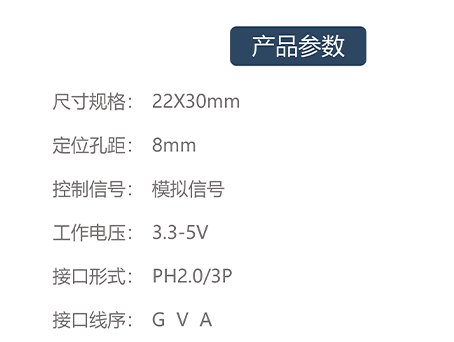 产品参数
尺寸规格： 22X30mm
定位孔距： 8mm
控制信号： 模拟信号
工作电压： 3.3-5V
接口形式： PH2.0/3P
接口线序： G V A